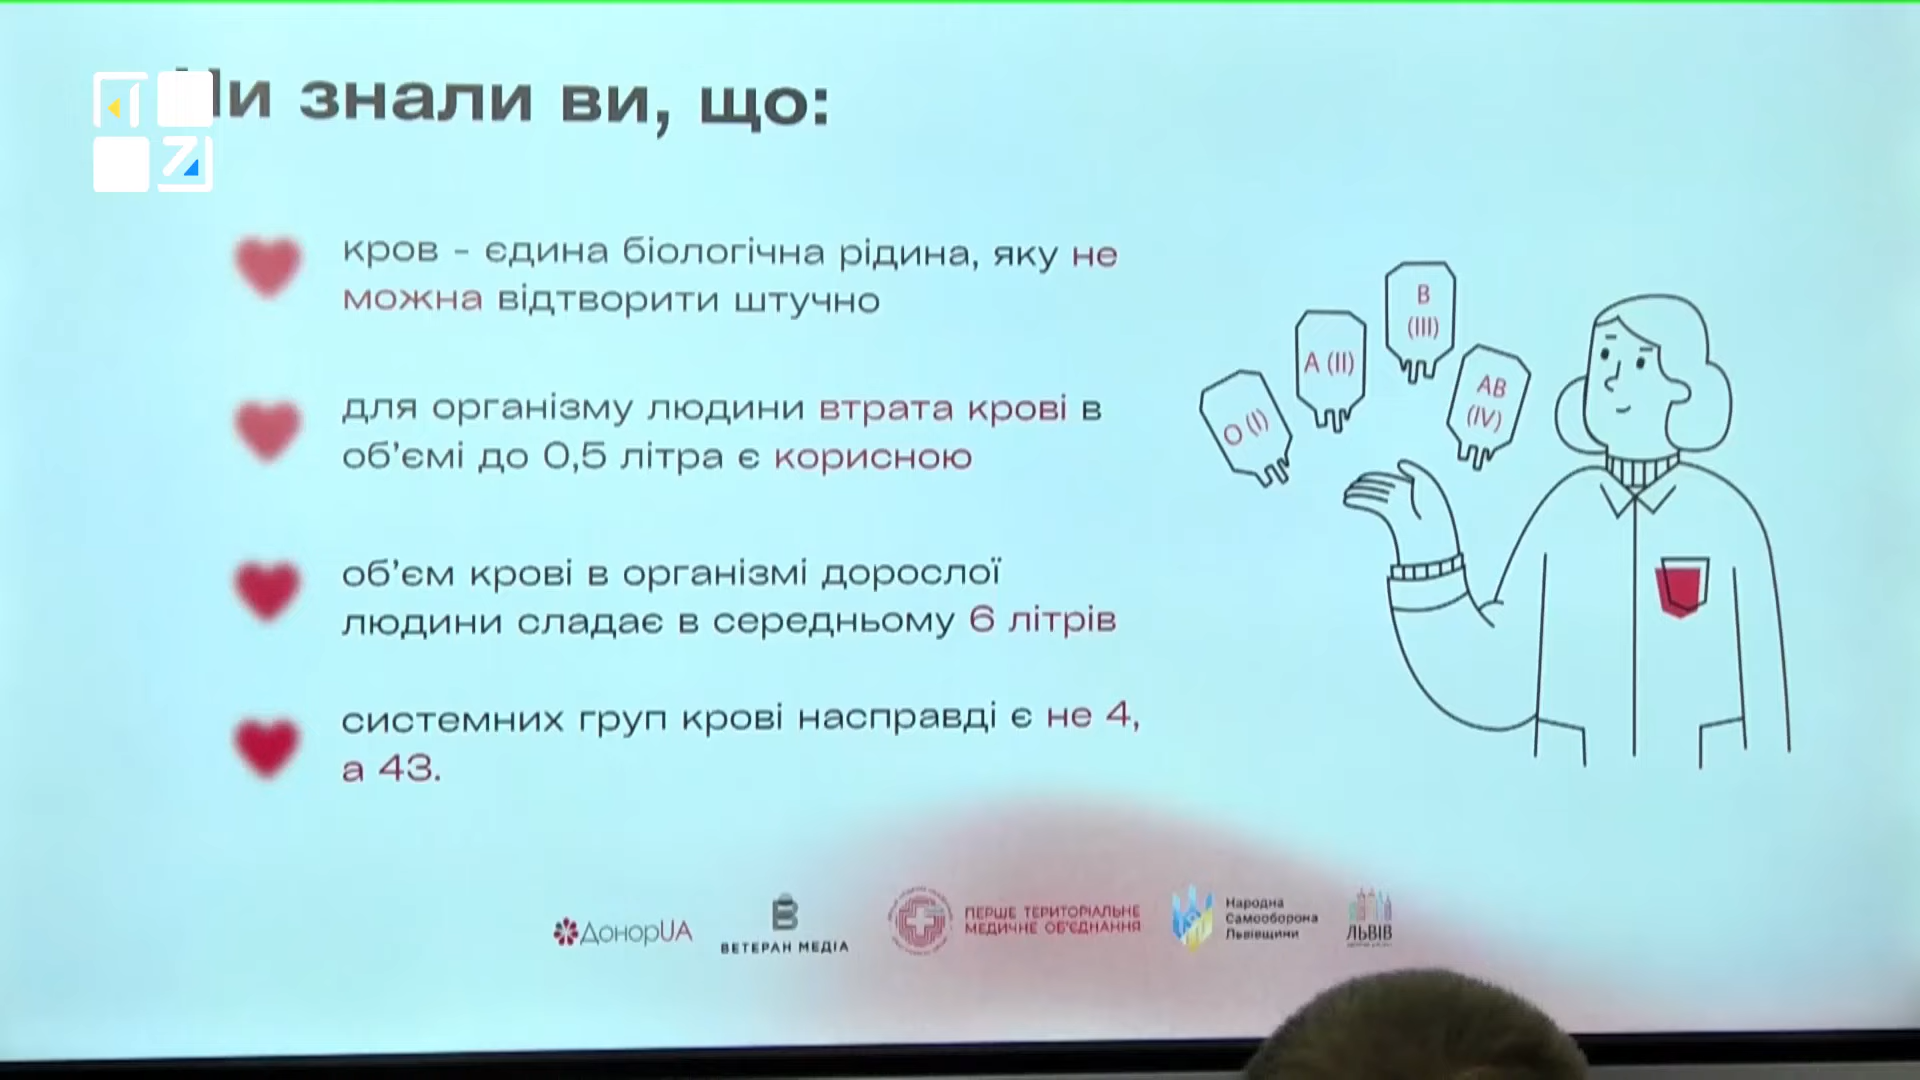 Чи знали ви, що:
кров - єдина біологічна рідина, яку не
можна відтворити штучно
для організму людини втрата крові в
об’ємі до 0,5 літра є корисною
об’єм крові в організмі дорослої
людини сладає в середньому 6 літрів
системних груп крові насправді є не 4,
а 43.
O (I)
A (II)
B
(III)
AB
(IV)
ДонорUA
В
ВЕТЕРАН МЕДІА
ПЕРШЕ ТЕРИТОРІАЛЬНЕ
МЕДИЧНЕ ОБ’ЄДНАННЯ
Народна
Самооборона
Львівщини
ЛЬВІВ